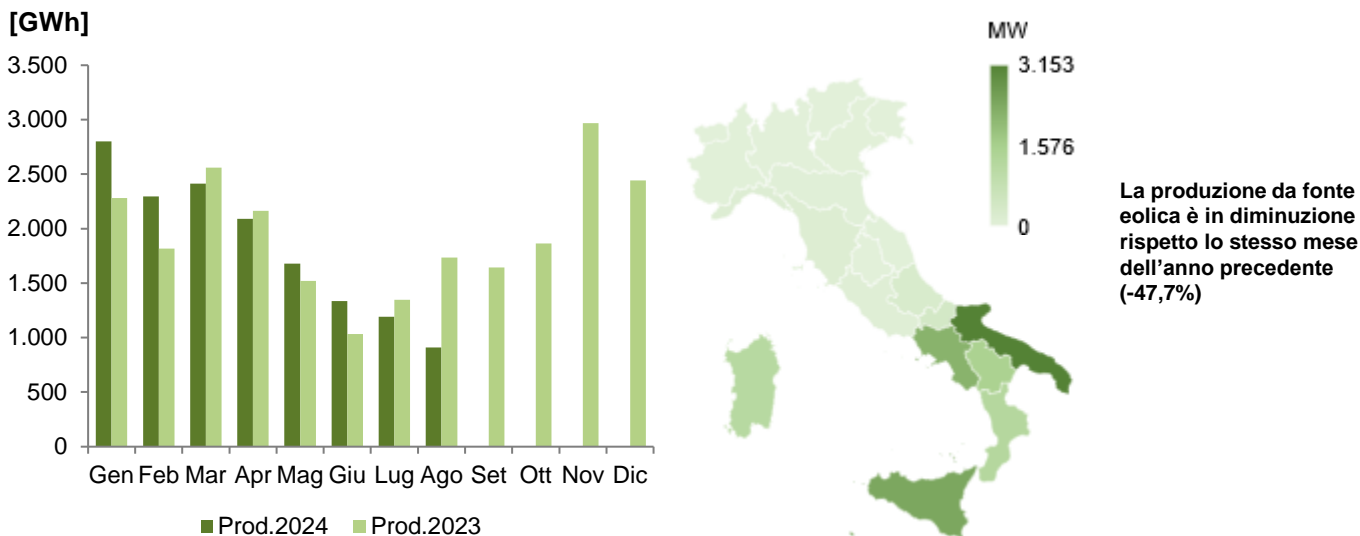 [GWh]
3.500
3.000
2.500
2.000
1.500
1.000
500
0
Gen Feb Mar Apr Mag Giu Lug Ago Set Ott Nov Dic
Prod.2024 Prod.2023
MW
3.153
1.576
0
La produzione da fonte
eolica è in diminuzione
rispetto lo stesso mese
dell’anno precedente
(-47,7%)